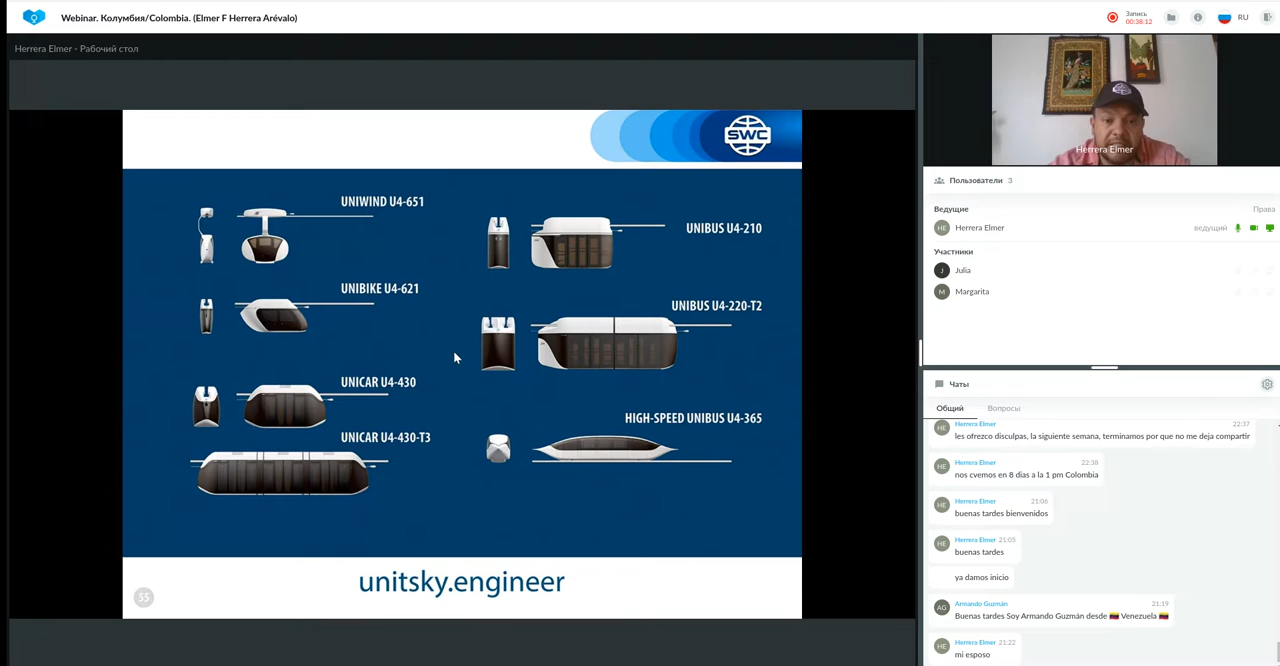 Webinar. Колумбия/Colombia. (Elmer F Herrera Arévalo)
Запись
00:38:12
RU
Herrera Elmer - Рабочий стол
SWC
UNIWIND U4-651
UNIBIKE U4-621
UNICAR U4-430
UNICAR U4-430-T3
UNIBUS U4-210
UNIBUS U4-220-T2
HIGH-SPEED UNIBUS U4-365
unitsky.engineer
55
Herrera Elmer
Пользователи 3
Ведущие Права
HE Herrera Elmer ведущий
Участники
J Julia
M Margarita
Чаты
Общий Вопросы
HE Herrera Elmer 22:37
les ofrezco disculpas, la siguiente semana, terminamos por que no me deja compartir
HE Herrera Elmer 22:38
nos cvemos en 8 dias a la 1 pm Colombia
HE Herrera Elmer 21:06
buenas tardes bienvenidos
HE Herrera Elmer 21:05
buenas tardes
ya damos inicio
AG Armando Guzmán 21:19
Buenas tardes Soy Armando Guzmán desde 🇻🇪 Venezuela 🇻🇪
HE Herrera Elmer 21:22
mi esposo